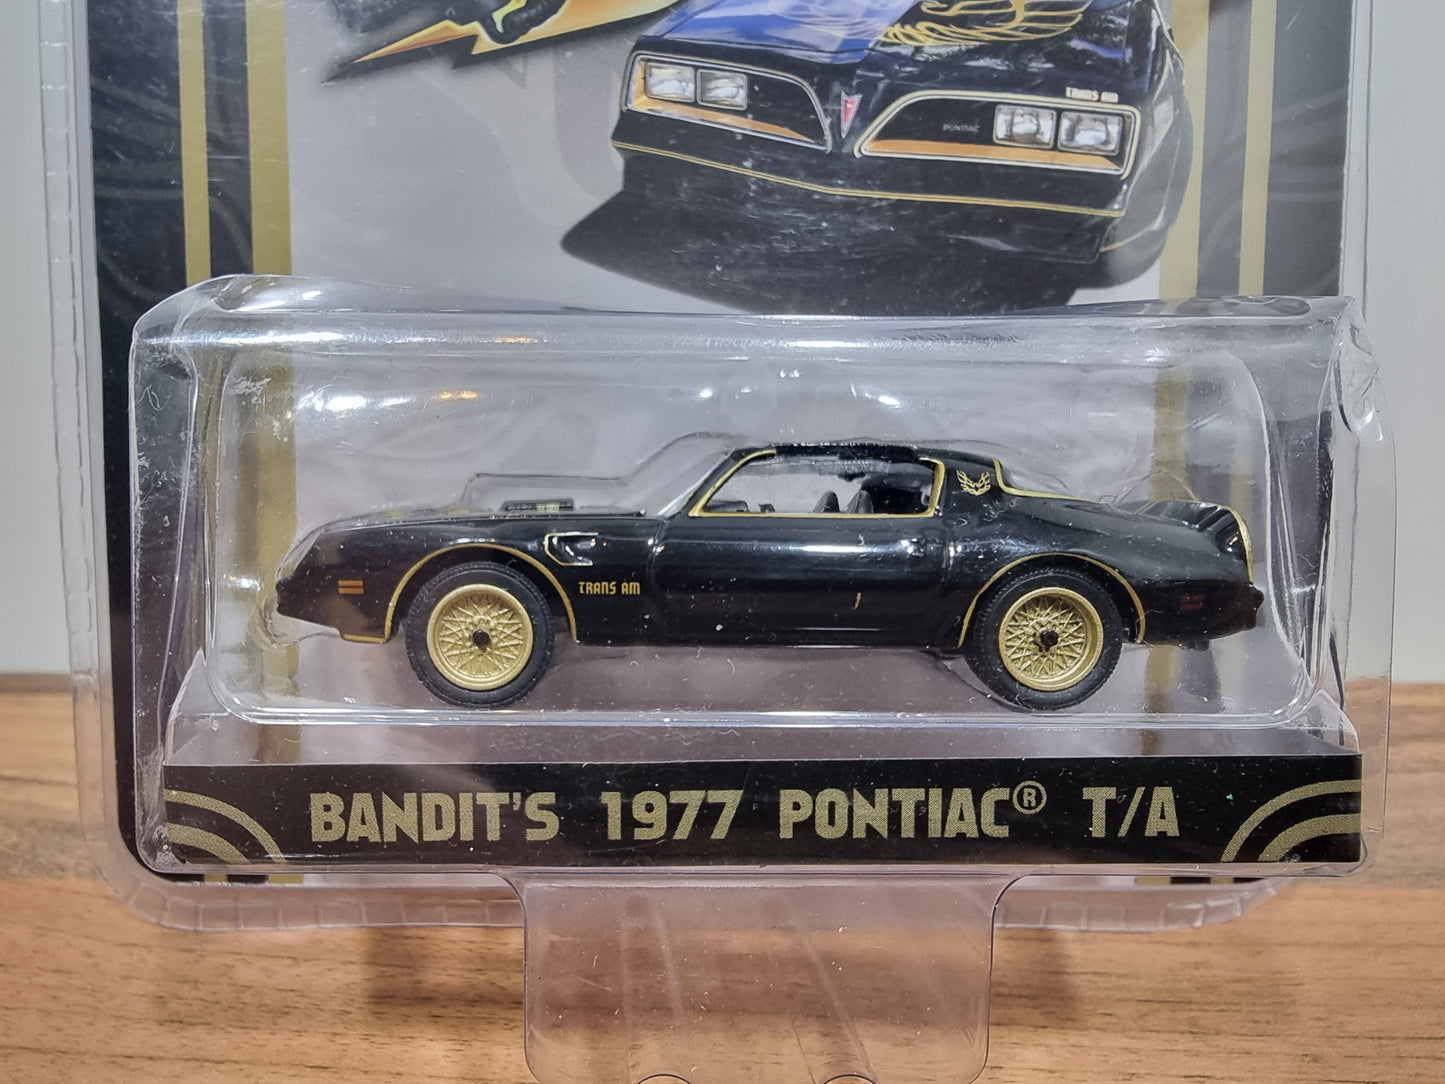 TRANS AM
PONTIAC
TRANS AM
BANDIT'S 1977 PONTIAC® T/A